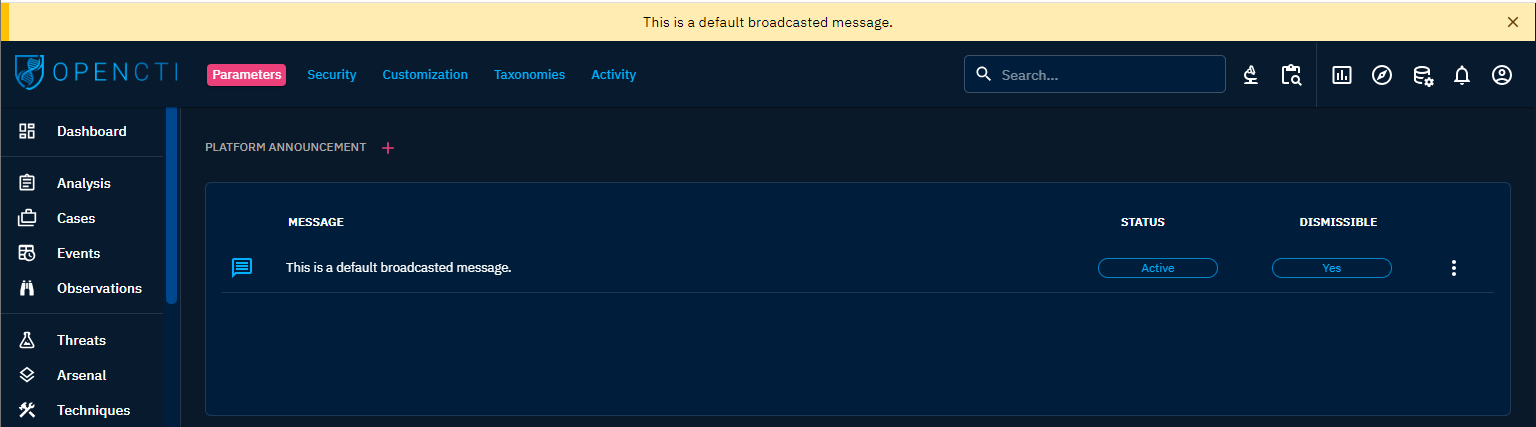 This is a default broadcasted message.
OPENCTI
Parameters Security Customization Taxonomies Activity
Search...
Dashboard
Analysis
Cases
Events
Observations
Threats
Arsenal
Techniques
PLATFORM ANNOUNCEMENT
MESSAGE STATUS DISMISSIBLE
This is a default broadcasted message. Active Yes